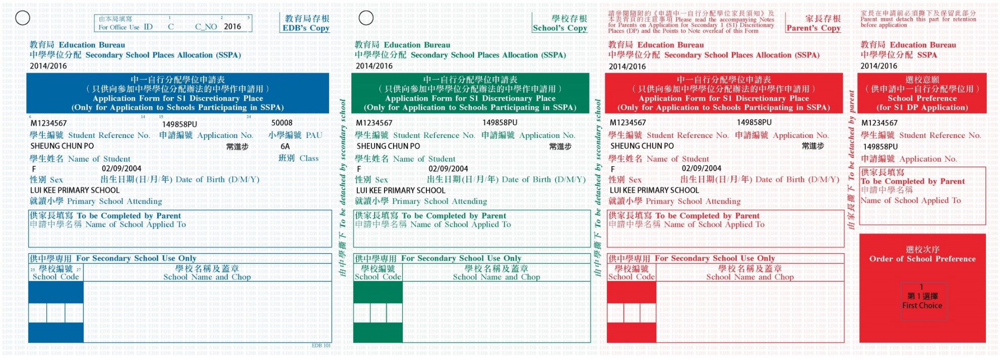 由本局填寫
For Office Use ID 1 C C_NO 2 2016 5
教育局存根
EDB's Copy
教育局 Education Bureau
中學學位分配 Secondary School Places Allocation (SSPA)
2014/2016
中一自行分配學位申請表
（只供向參加中學學位分配辦法的中學作申請用）
Application Form for S1 Discretionary Place
(Only for Application to Schools Participating in SSPA)
6 14 15 24
M1234567 149858PU 50008
學生編號 Student Reference No. 申請編號 Application No. 小學編號 PAU
SHEUNG CHUN PO 常進步 6A
學生姓名 Name of Student 班別 Class
F 02/09/2004
性別 Sex 出生日期(日/月/年) Date of Birth (D/M/Y)
LUI KEE PRIMARY SCHOOL
就讀小學 Primary School Attending
供家長填寫 To be Completed by Parent
申請中學名稱 Name of School Applied To
供中學專用 For Secondary School Use Only
25 學校編號 27 學校名稱及蓋章
School Code School Name and Chop
EDB 101
由中學撕下 To be detached by secondary school
學校存根
School's Copy
教育局 Education Bureau
中學學位分配 Secondary School Places Allocation (SSPA)
2014/2016
中一自行分配學位申請表
（只供向參加中學學位分配辦法的中學作申請用）
Application Form for S1 Discretionary Place
(Only for Application to Schools Participating in SSPA)
M1234567 149858PU
學生編號 Student Reference No. 申請編號 Application No.
SHEUNG CHUN PO 常進步
學生姓名 Name of Student
F 02/09/2004
性別 Sex 出生日期(日/月/年) Date of Birth (D/M/Y)
LUI KEE PRIMARY SCHOOL
就讀小學 Primary School Attending
供家長填寫 To be Completed by Parent
申請中學名稱 Name of School Applied To
供中學專用 For Secondary School Use Only
學校編號 學校名稱及蓋章
School Code School Name and Chop
由中學撕下 To be detached by secondary school
請參閱隨附的《申請中一自行分配學位家長須知》及
本表背頁的注意事項 Please read the accompanying Notes
for Parents on Application for Secondary 1 (S1) Discretionary
Places (DP) and the Points to Note overleaf of this Form
家長存根
Parent's Copy
教育局 Education Bureau
中學學位分配 Secondary School Places Allocation (SSPA)
2014/2016
中一自行分配學位申請表
（只供向參加中學學位分配辦法的中學作申請用）
Application Form for S1 Discretionary Place
(Only for Application to Schools Participating in SSPA)
M1234567 149858PU
學生編號 Student Reference No. 申請編號 Application No.
SHEUNG CHUN PO 常進步
學生姓名 Name of Student
F 02/09/2004
性別 Sex 出生日期(日/月/年) Date of Birth (D/M/Y)
LUI KEE PRIMARY SCHOOL
就讀小學 Primary School Attending
供家長填寫 To be Completed by Parent
申請中學名稱 Name of School Applied To
供中學專用 For Secondary School Use Only
學校編號 學校名稱及蓋章
School Code School Name and Chop
由家長撕下 To be detached by parent
家長在申請前必須撕下及保留此部分
Parent must detach this part for retention
before application
教育局 Education Bureau
中學學位分配 SSPA
2014/2016
選校意願
（供申請中一自行分配學位用）
School Preference
(for S1 DP Application)
M1234567
學生編號 Student Reference No.
149858PU
申請編號 Application No.
供家長填寫
To be Completed by Parent
申請中學名稱
Name of School Applied To
選校次序
Order of School Preference
1
第 1 選擇
First Choice